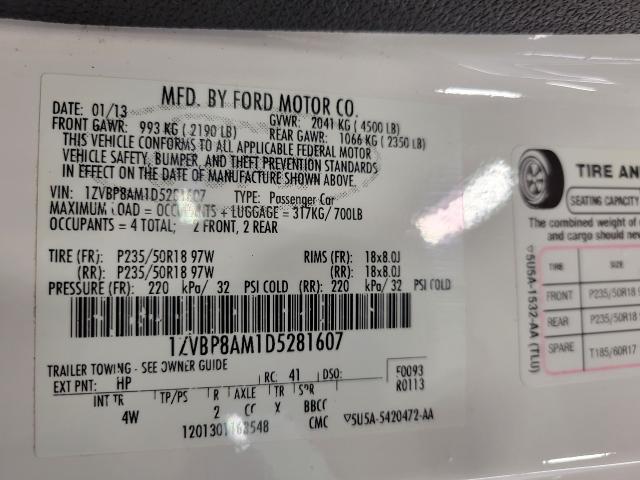 MFD. BY FORD MOTOR CO.
DATE: 01/13 GVWR: 2041 KG (4500 LB)
FRONT GAWR: 993 KG (2190 LB) REAR GAWR: 1066 KG (2350 LB)
THIS VEHICLE CONFORMS TO ALL APPLICABLE FEDERAL MOTOR
VEHICLE SAFETY, BUMPER, AND THEFT PREVENTION STANDARDS
IN EFFECT ON THE DATE OF MANUFACTURE SHOWN ABOVE.
VIN: 1ZVBP8AM1D5281607 TYPE: Passenger Car
MAXIMUM LOAD = OCCUPANTS + LUGGAGE = 317KG/700LB
OCCUPANTS = 4 TOTAL; 2 FRONT, 2 REAR
TIRE (FR): P235/50R18 97W RIMS (FR): 18x8.0J
(RR): P235/50R18 97W (RR): 18x8.0J
PRESSURE (FR): 220 kPa/ 32 PSI COLD (RR): 220 kPa/ 32 PSI COLD
1ZVBP8AM1D5281607
TRAILER TOWING - SEE OWNER GUIDE
EXT PNT: HP RC: 41 DSO: F0093
R0113
INT TR TP/PS R AXLE TR SPR
4W 2 CC X BBCC
CMC ▽5U5A-5420472-AA
TIRE AN
SEATING CAPACITY
The combined weight of
and cargo should nev
TIRE SIZE
FRONT P235/50R18 9
REAR P235/50R18
SPARE T185/60R17
▽5U5A-1532-AA (TLU)